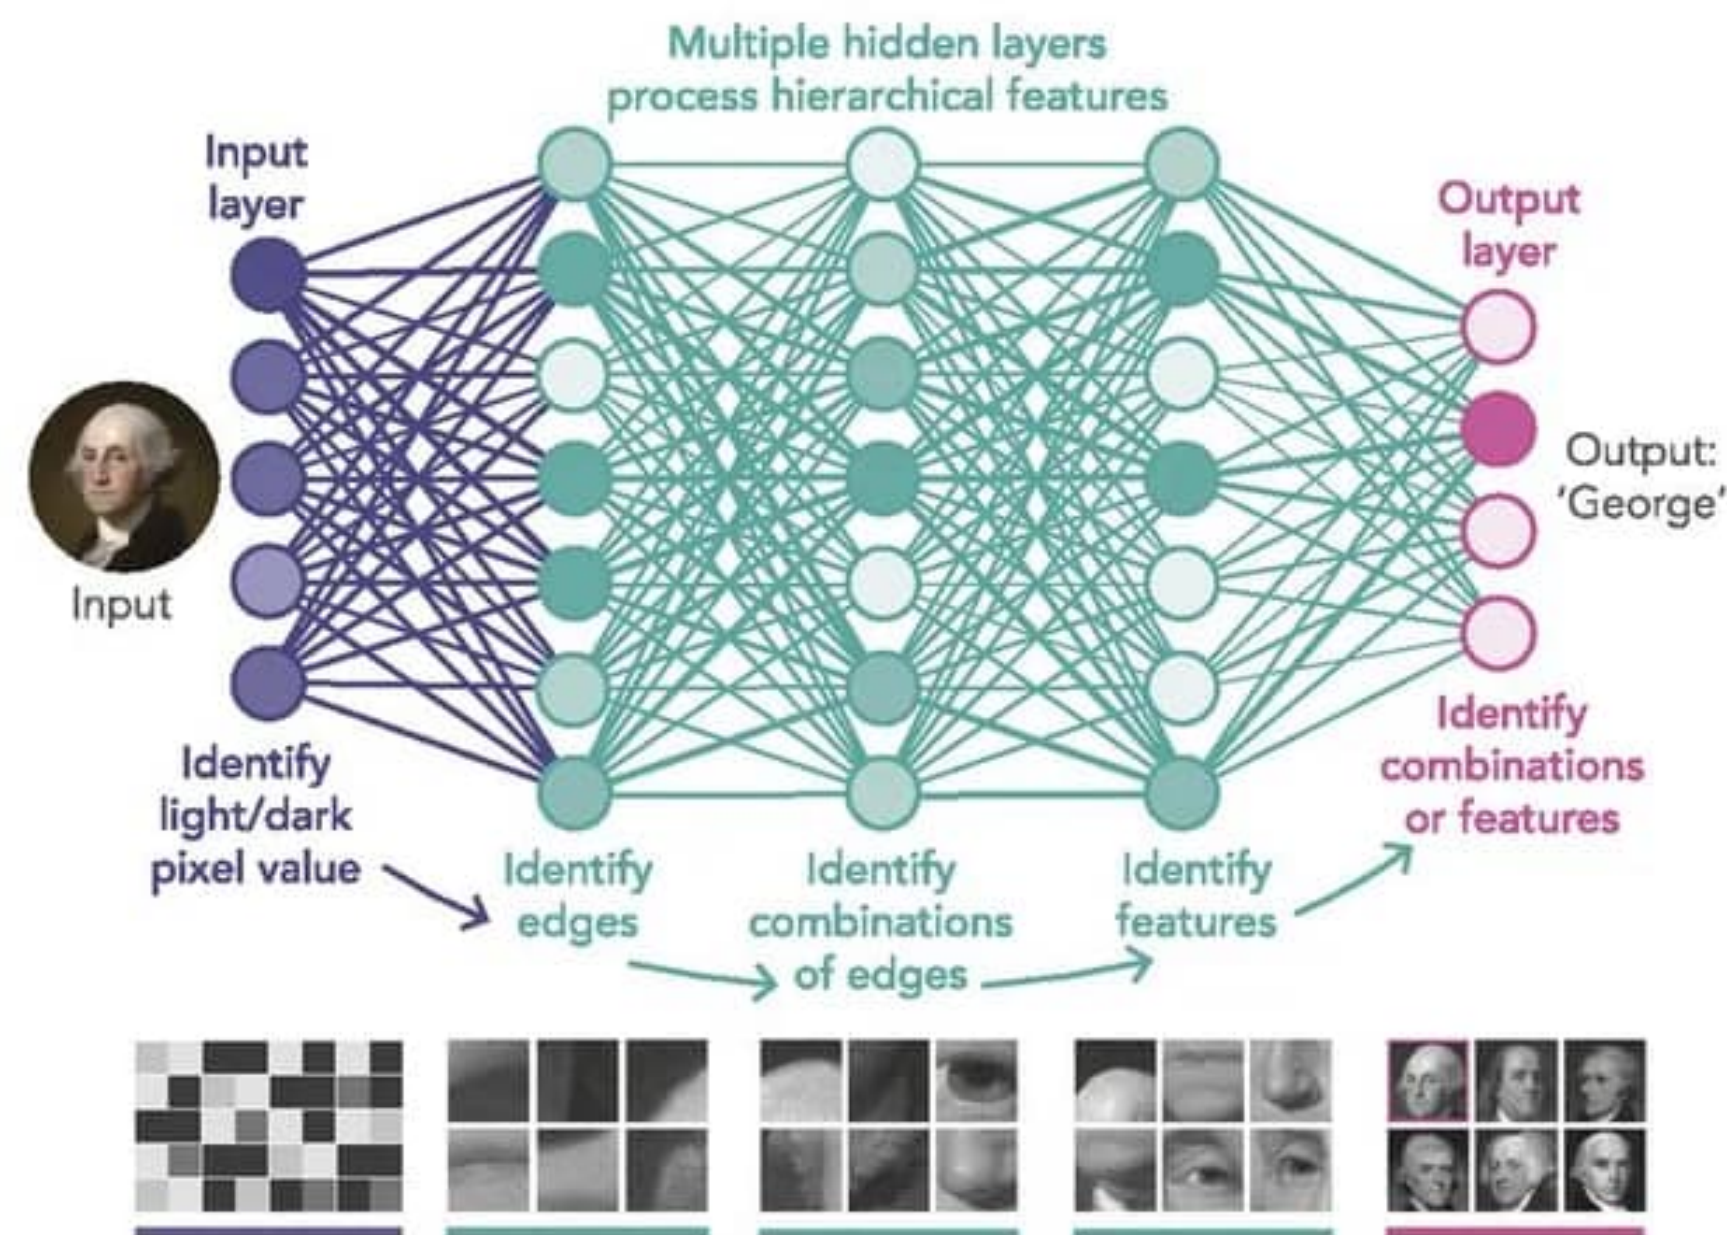 Multiple hidden layers
process hierarchical features
Input
layer
Output
layer
Input
Output:
'George'
Identify
light/dark
pixel value
Identify
edges
Identify
combinations
of edges
Identify
features
Identify
combinations
or features